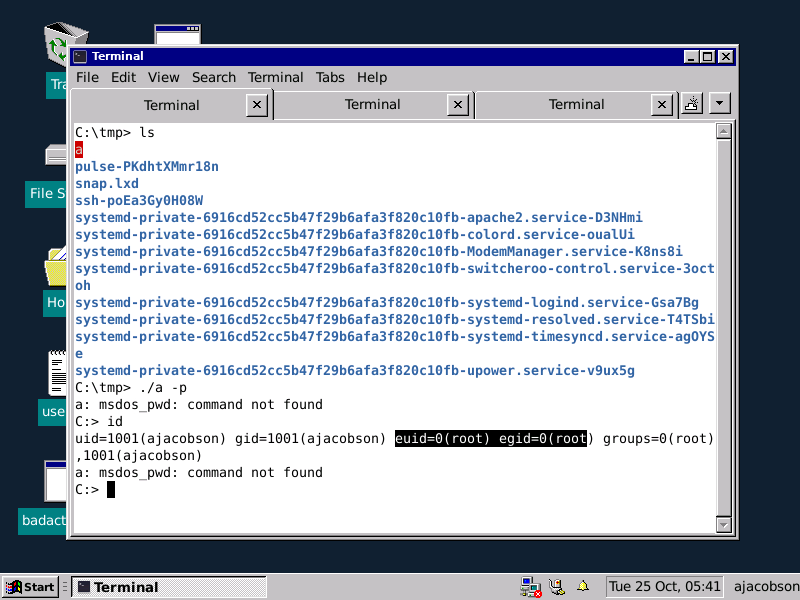 Terminal
File Edit View Search Terminal Tabs Help
Terminal Terminal Terminal
C:\tmp> ls
a
pulse-PKdhtXMmr18n
snap.lxd
ssh-poEa3Gy0H08W
systemd-private-6916cd52cc5b47f29b6afa3f820c10fb-apache2.service-D3NHmi
systemd-private-6916cd52cc5b47f29b6afa3f820c10fb-colord.service-oualUi
systemd-private-6916cd52cc5b47f29b6afa3f820c10fb-ModemManager.service-K8ns8i
systemd-private-6916cd52cc5b47f29b6afa3f820c10fb-switcheroo-control.service-3oct
oh
systemd-private-6916cd52cc5b47f29b6afa3f820c10fb-systemd-logind.service-Gsa7Bg
systemd-private-6916cd52cc5b47f29b6afa3f820c10fb-systemd-resolved.service-T4TSbi
systemd-private-6916cd52cc5b47f29b6afa3f820c10fb-systemd-timesyncd.service-agOYS
e
systemd-private-6916cd52cc5b47f29b6afa3f820c10fb-upower.service-v9ux5g
C:\tmp> ./a -p
a: msdos_pwd: command not found
C:> id
uid=1001(ajacobson) gid=1001(ajacobson) euid=0(root) egid=0(root) groups=0(root)
,1001(ajacobson)
a: msdos_pwd: command not found
C:>
Tra
File S
Ho
use
badact
Start Terminal Tue 25 Oct, 05:41 ajacobson